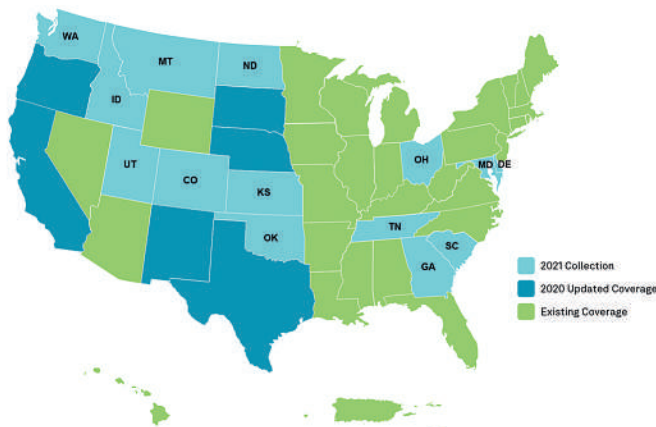 WA
MT
ND
ID
UT
CO
KS
OK
OH
MD
DE
TN
SC
GA
2021 Collection
2020 Updated Coverage
Existing Coverage